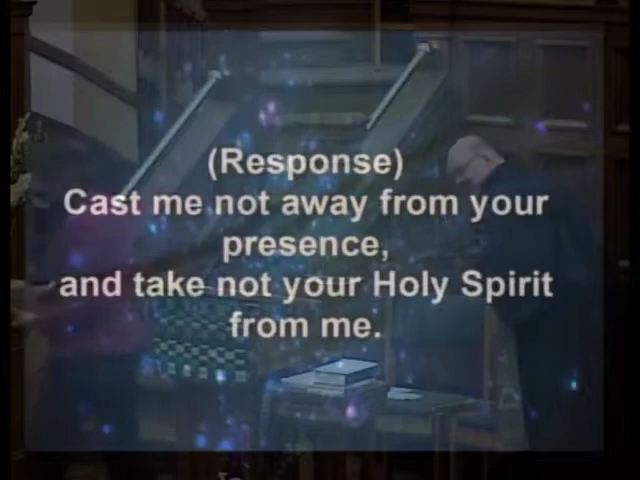 (Response)
Cast me not away from your
presence,
and take not your Holy Spirit
from me.